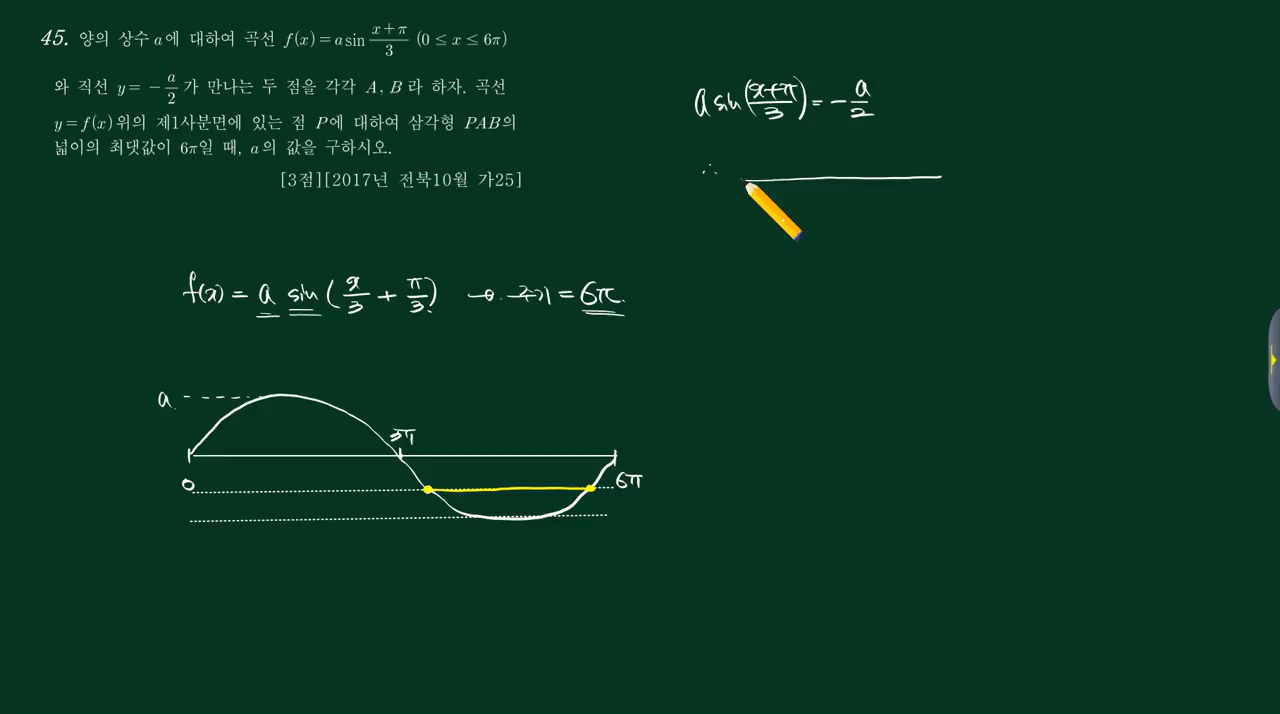 45. 양의 상수 a에 대하여 곡선 f(x)=a sin (x+π)/3 (0≤x≤6π)
와 직선 y=-a/2 가 만나는 두 점을 각각 A, B라 하자. 곡선
y=f(x)위의 제1사분면에 있는 점 P에 대하여 삼각형 PAB의
넓이의 최댓값이 6π일 때, a의 값을 구하시오.
[3점][2017년 전북10월 가25]
a sin((x+π)/3) = -a/2
∴
f(x) = a sin(x/3 + π/3) → 주기 = 6π.
a
3π
0
6π